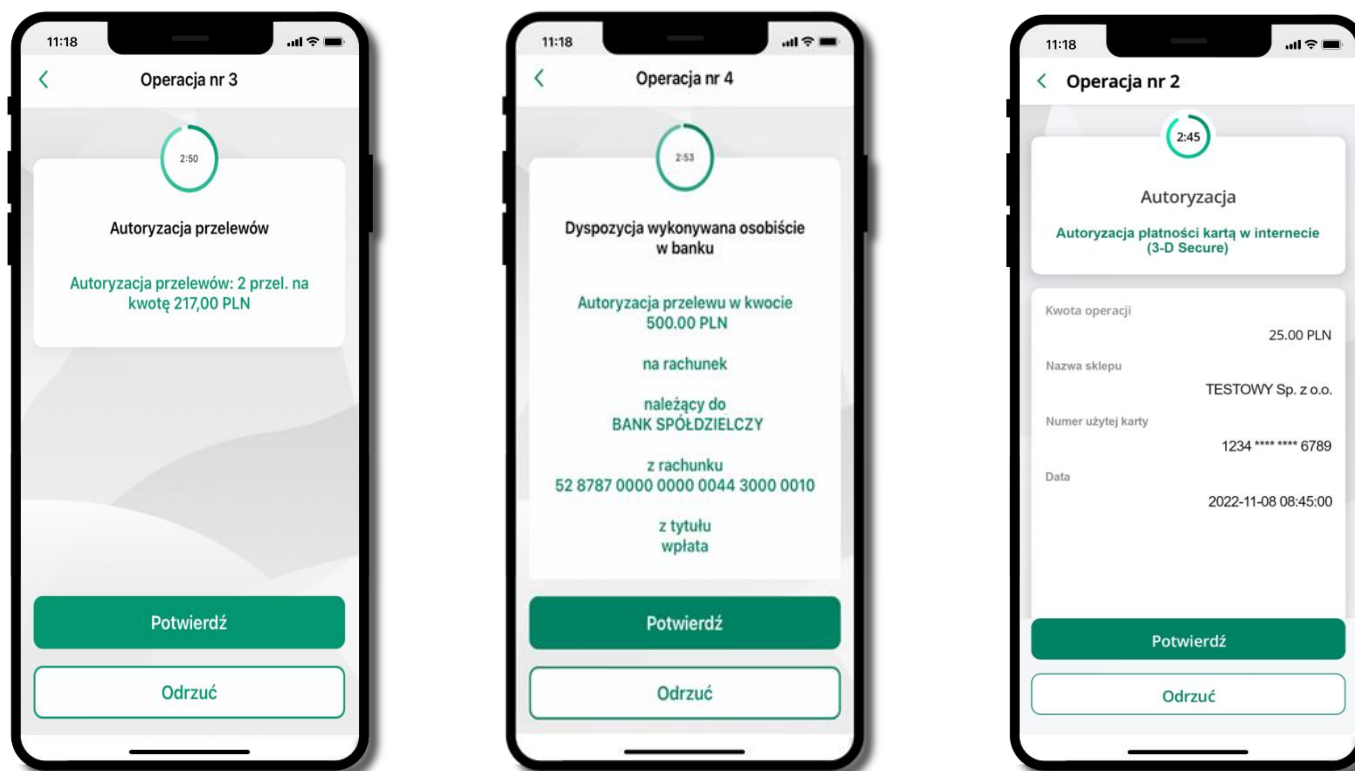 11:18
Operacja nr 3
2:50
Autoryzacja przelewów
Autoryzacja przelewów: 2 przel. na
kwotę 217,00 PLN
Potwierdź
Odrzuć
11:18
Operacja nr 4
2:53
Dyspozycja wykonywana osobiście
w banku
Autoryzacja przelewu w kwocie
500.00 PLN
na rachunek
należący do
BANK SPÓŁDZIELCZY
z rachunku
52 8787 0000 0000 0044 3000 0010
z tytułu
wpłata
Potwierdź
Odrzuć
11:18
Operacja nr 2
2:45
Autoryzacja
Autoryzacja płatności kartą w internecie
(3-D Secure)
Kwota operacji
25.00 PLN
Nazwa sklepu
TESTOWY Sp. z o.o.
Numer użytej karty
1234 **** **** 6789
Data
2022-11-08 08:45:00
Potwierdź
Odrzuć